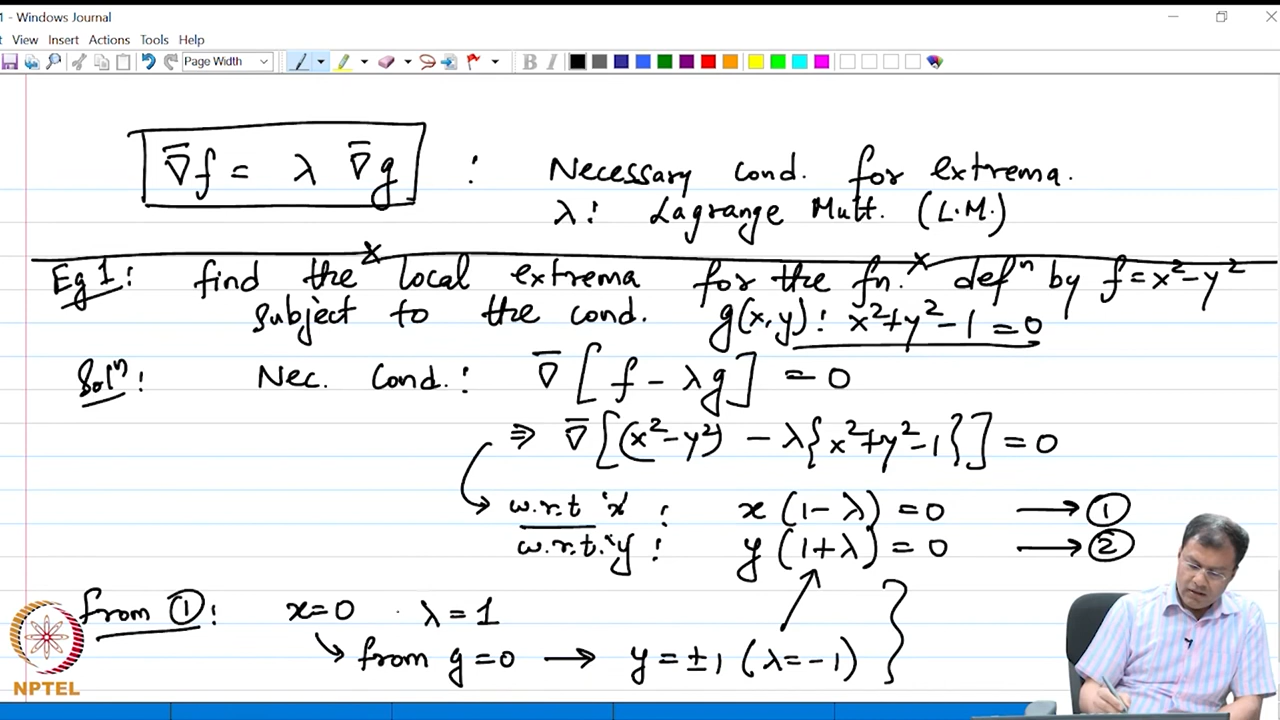 1 - Windows Journal
View Insert Actions Tools Help
Page Width
B I
∇̄f = λ ∇̄g : Necessary cond. for extrema.
λ: Lagrange Mult. (L.M.)
Eg 1: find the local extrema for the fn. defⁿ by f = x² - y²
Subject to the cond. g(x,y): x² + y² - 1 = 0
Solⁿ: Nec. Cond.: ∇̄ [f - λg] = 0
⇒ ∇̄ [(x² - y²) - λ{x² + y² - 1}] = 0
w.r.t 'x' : x (1 - λ) = 0 → ①
w.r.t. 'y : y (1 + λ) = 0 → ②
from ①: x = 0 λ = 1
from g = 0 → y = ±1 (λ = -1) }
NPTEL